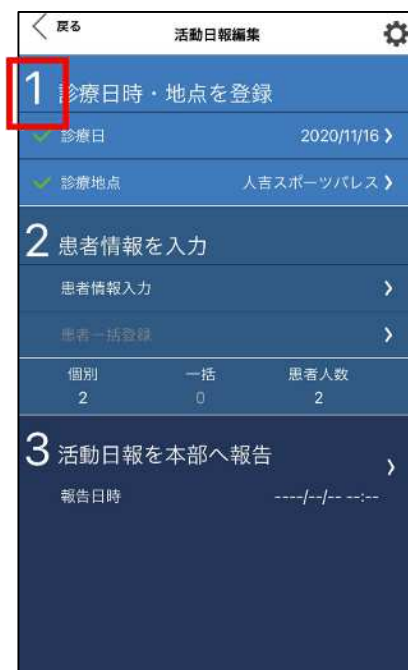 戻る
活動日報編集
1 診療日時・地点を登録
診療日 2020/11/16
診療地点 人吉スポーツパレス
2 患者情報を入力
患者情報入力
患者一括登録
個別 一括 患者人数
2 0 2
3 活動日報を本部へ報告
報告日時 ----/--/-- --:--